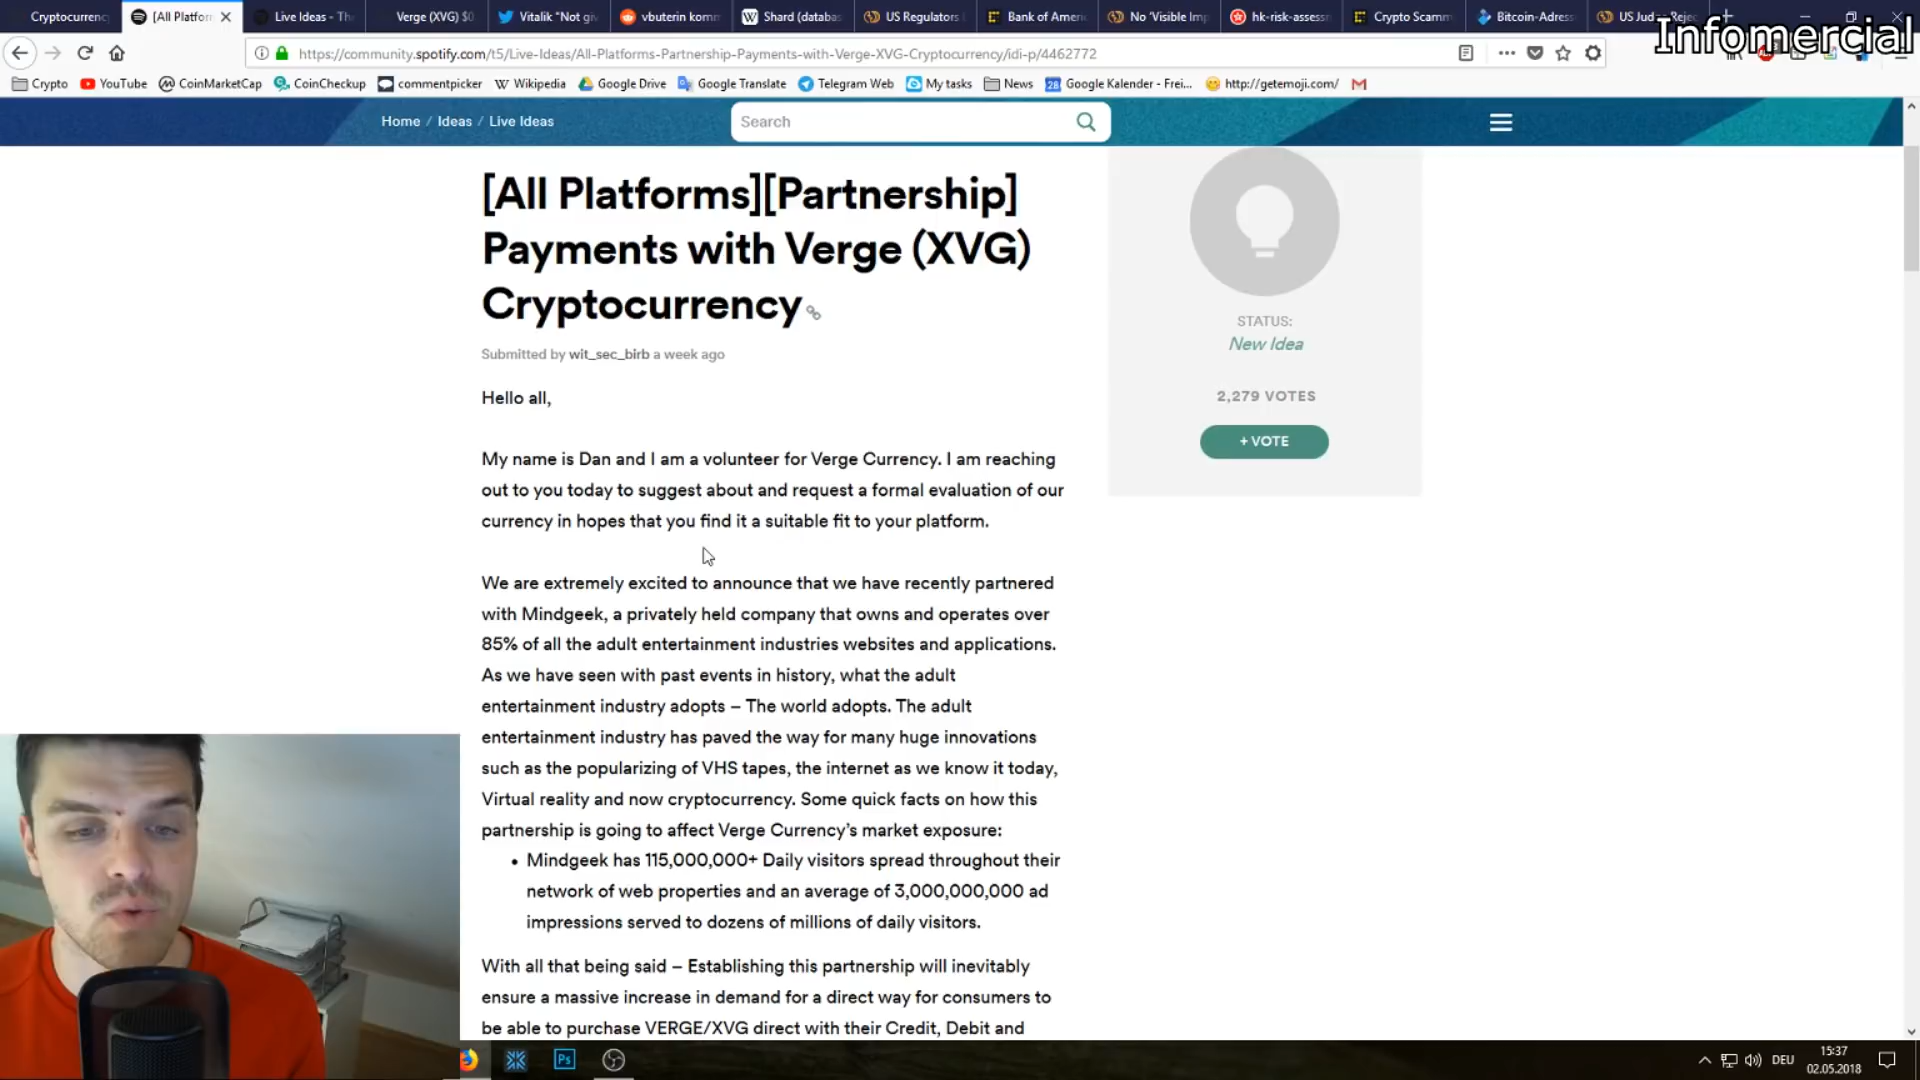 Cryptocurrenc
[All Platfor
Live Ideas - Th
Verge (XVG) $0
Vitalik “Not gi
vbuterin kom
Shard (databas
US Regulators
Bank of Ameri
No 'Visible Imp
hk-risk-assess
Crypto Scamm
Bitcoin-Adress
US Judge Rejec
Infomercial
https://community.spotify.com/t5/Live-Ideas/All-Platforms-Partnership-Payments-with-Verge-XVG-Cryptocurrency/idi-p/4462772
Crypto
YouTube
CoinMarketCap
CoinCheckup
commentpicker
Wikipedia
Google Drive
Google Translate
Telegram Web
My tasks
News
Google Kalender - Frei...
http://getemoji.com/
Home / Ideas / Live Ideas
Search
[All Platforms][Partnership]
Payments with Verge (XVG)
Cryptocurrency
Submitted by wit_sec_birb a week ago
STATUS:
New Idea
2,279 VOTES
+ VOTE
Hello all,
My name is Dan and I am a volunteer for Verge Currency. I am reaching
out to you today to suggest about and request a formal evaluation of our
currency in hopes that you find it a suitable fit to your platform.
We are extremely excited to announce that we have recently partnered
with Mindgeek, a privately held company that owns and operates over
85% of all the adult entertainment industries websites and applications.
As we have seen with past events in history, what the adult
entertainment industry adopts – The world adopts. The adult
entertainment industry has paved the way for many huge innovations
such as the popularizing of VHS tapes, the internet as we know it today,
Virtual reality and now cryptocurrency. Some quick facts on how this
partnership is going to affect Verge Currency’s market exposure:
• Mindgeek has 115,000,000+ Daily visitors spread throughout their
network of web properties and an average of 3,000,000,000 ad
impressions served to dozens of millions of daily visitors.
With all that being said – Establishing this partnership will inevitably
ensure a massive increase in demand for a direct way for consumers to
be able to purchase VERGE/XVG direct with their Credit, Debit and
Ps
DEU
15:37
02.05.2018